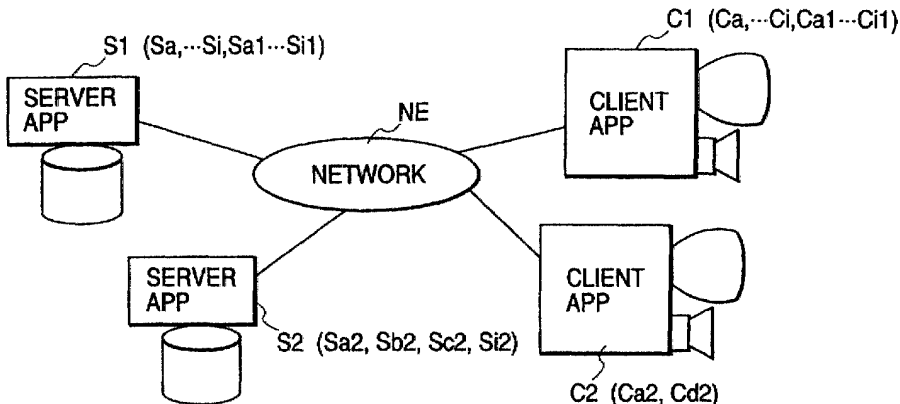 S1 (Sa,···Si,Sa1···Si1)
SERVER
APP
NE
NETWORK
C1 (Ca,···Ci,Ca1···Ci1)
CLIENT
APP
SERVER
APP
S2 (Sa2, Sb2, Sc2, Si2)
CLIENT
APP
C2 (Ca2, Cd2)